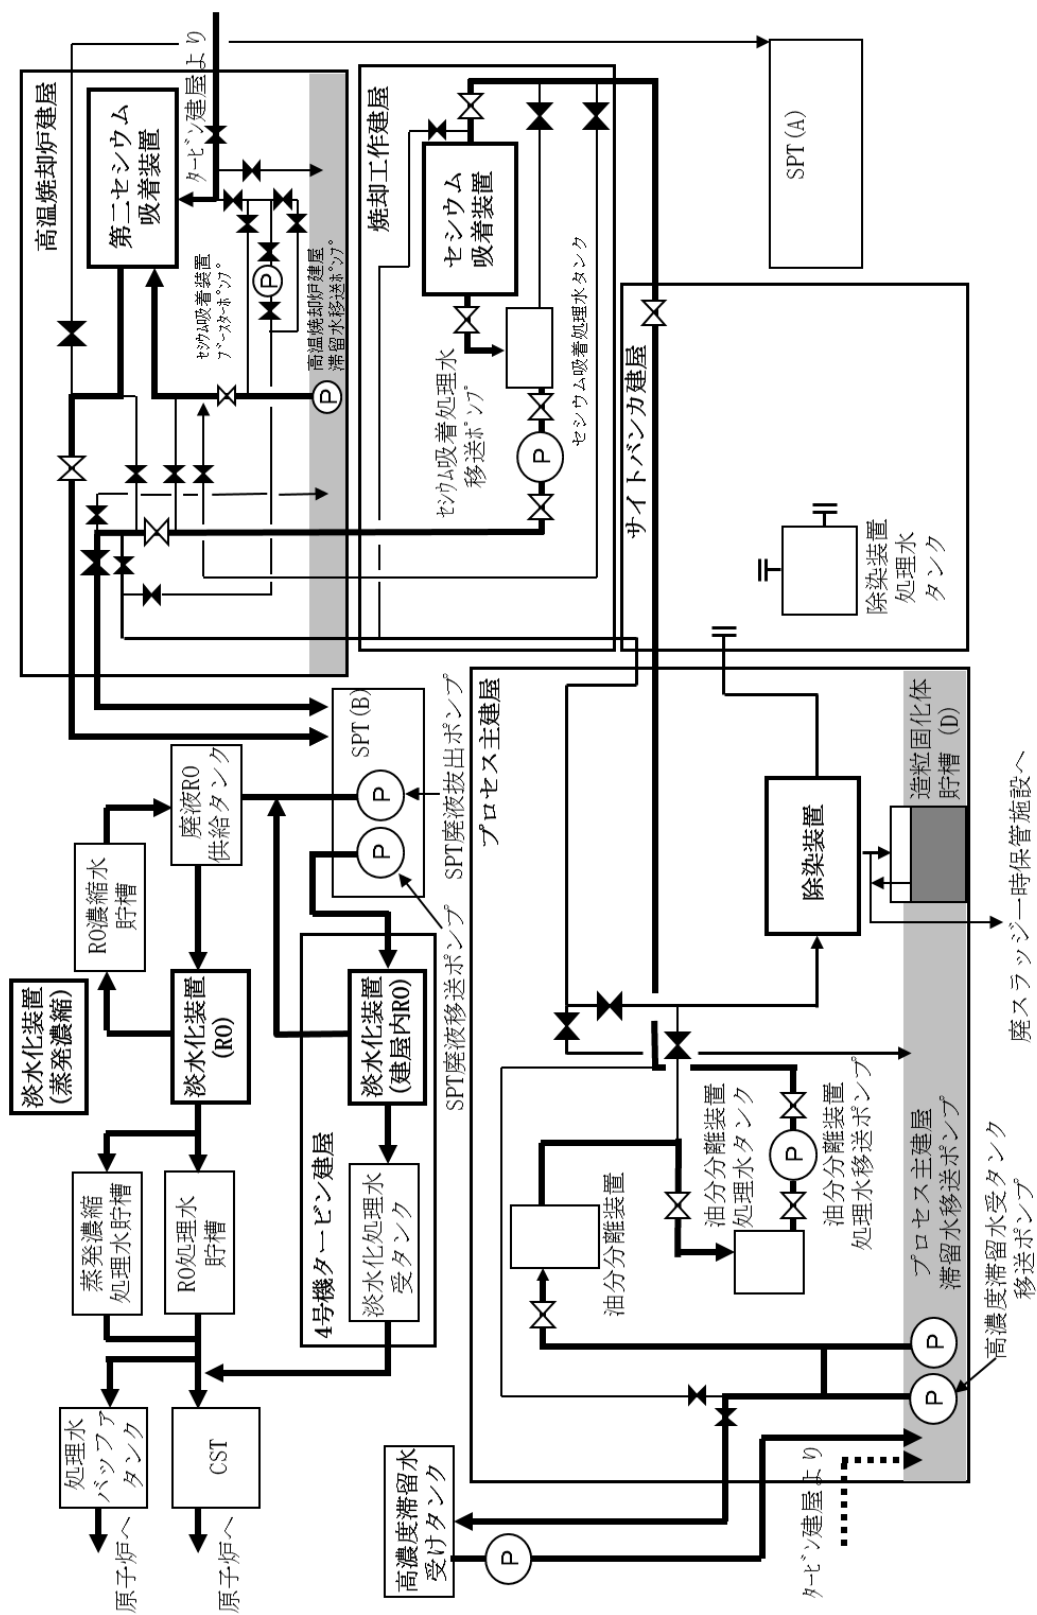 高温焼却炉建屋
第二セシウム
吸着装置
タービン建屋より
セシウム吸着装置
ブースターポンプ
高温焼却炉建屋
滞留水移送ポンプ
P
P
焼却工作建屋
セシウム
吸着装置
セシウム吸着処理水
移送ポンプ
P
セシウム吸着処理水タンク
SPT(A)
サイトバンカ建屋
除染装置
処理水
タンク
SPT(B)
P
P
SPT廃液抜出ポンプ
SPT廃液移送ポンプ
廃液RO
供給タンク
RO濃縮水
貯槽
淡水化装置
(蒸発濃縮)
淡水化装置
(RO)
淡水化装置
(建屋内RO)
4号機タービン建屋
淡水化処理水
受タンク
蒸発濃縮
処理水貯槽
RO処理水
貯槽
処理水
バッファ
タンク
CST
原子炉へ
原子炉へ
プロセス主建屋
除染装置
造粒固化体
貯槽(D)
廃スラッジ一時保管施設へ
油分分離装置
油分分離装置
処理水タンク
P
油分分離装置
処理水移送ポンプ
プロセス主建屋
滞留水移送ポンプ
P
P
高濃度滞留水受タンク
移送ポンプ
高濃度滞留水
受けタンク
P
タービン建屋より